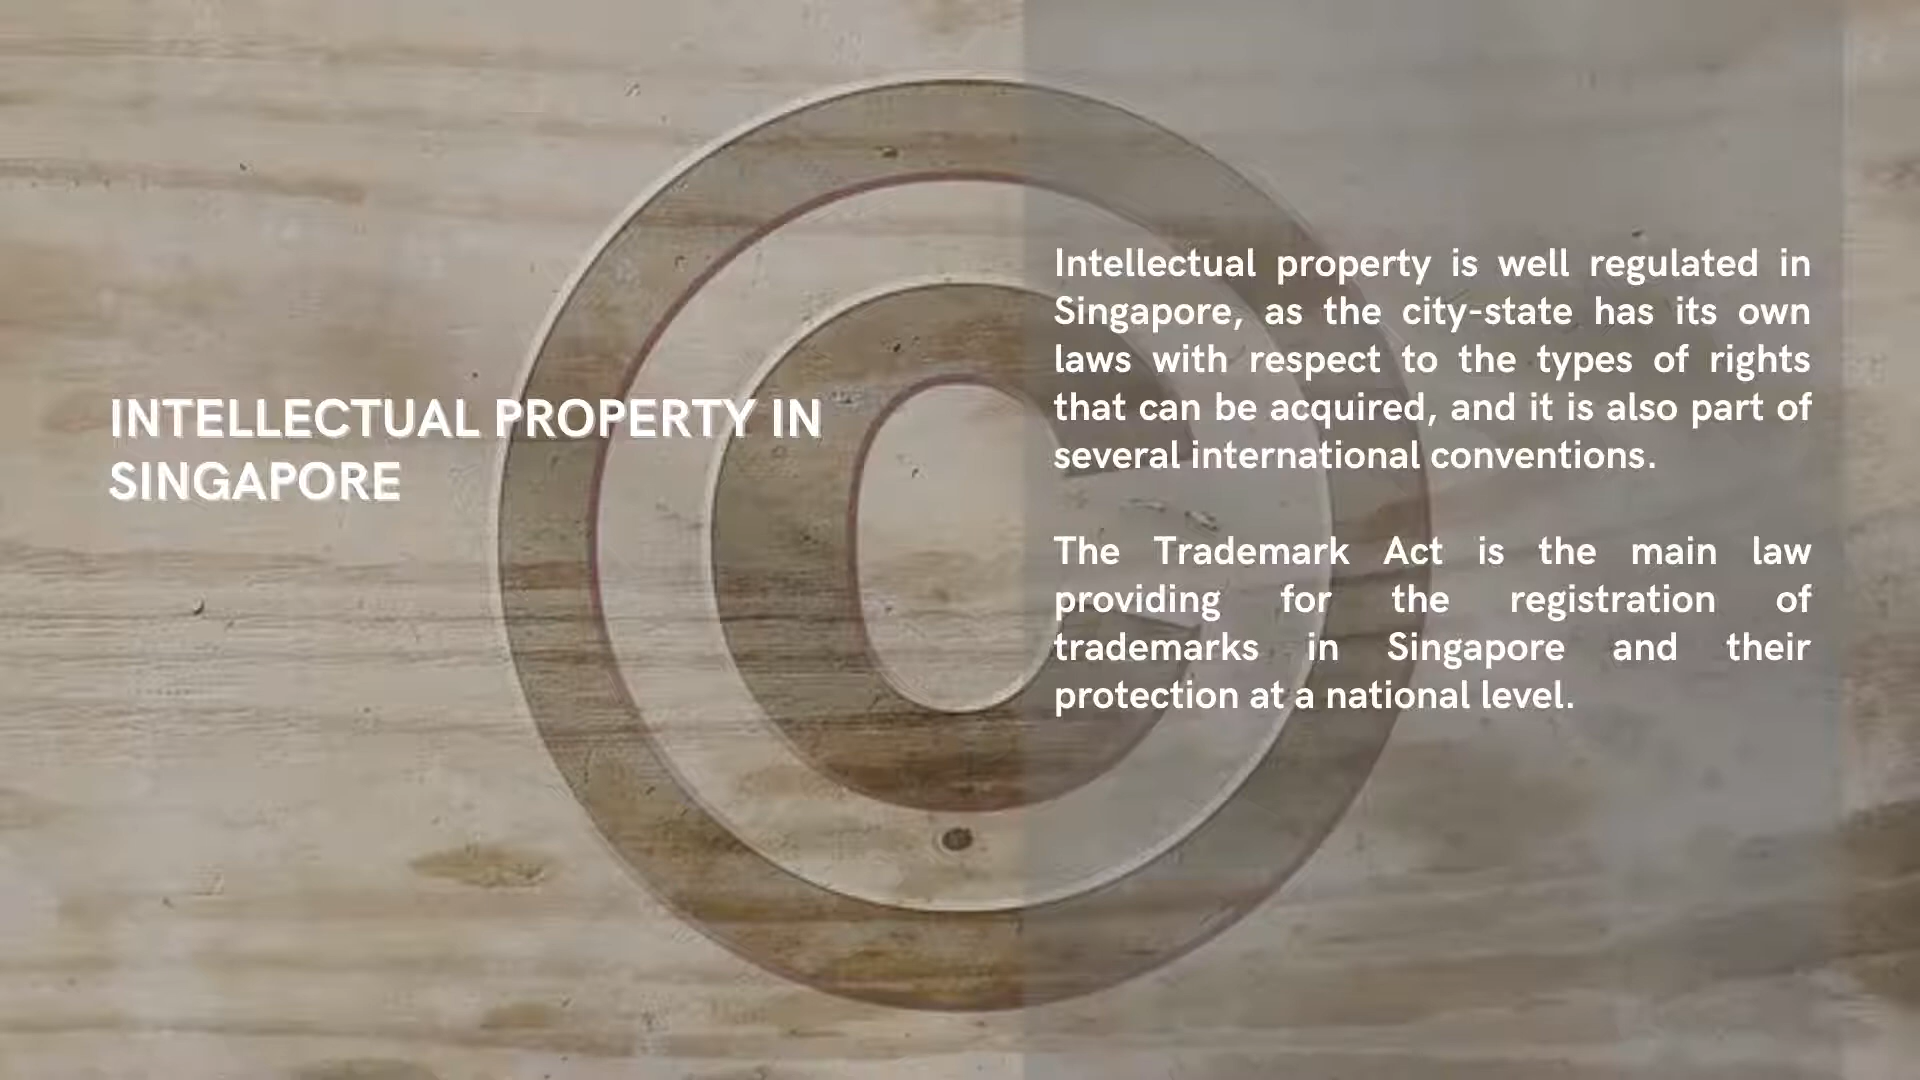 INTELLECTUAL PROPERTY IN
SINGAPORE
Intellectual property is well regulated in
Singapore, as the city-state has its own
laws with respect to the types of rights
that can be acquired, and it is also part of
several international conventions.
The Trademark Act is the main law
providing for the registration of
trademarks in Singapore and their
protection at a national level.